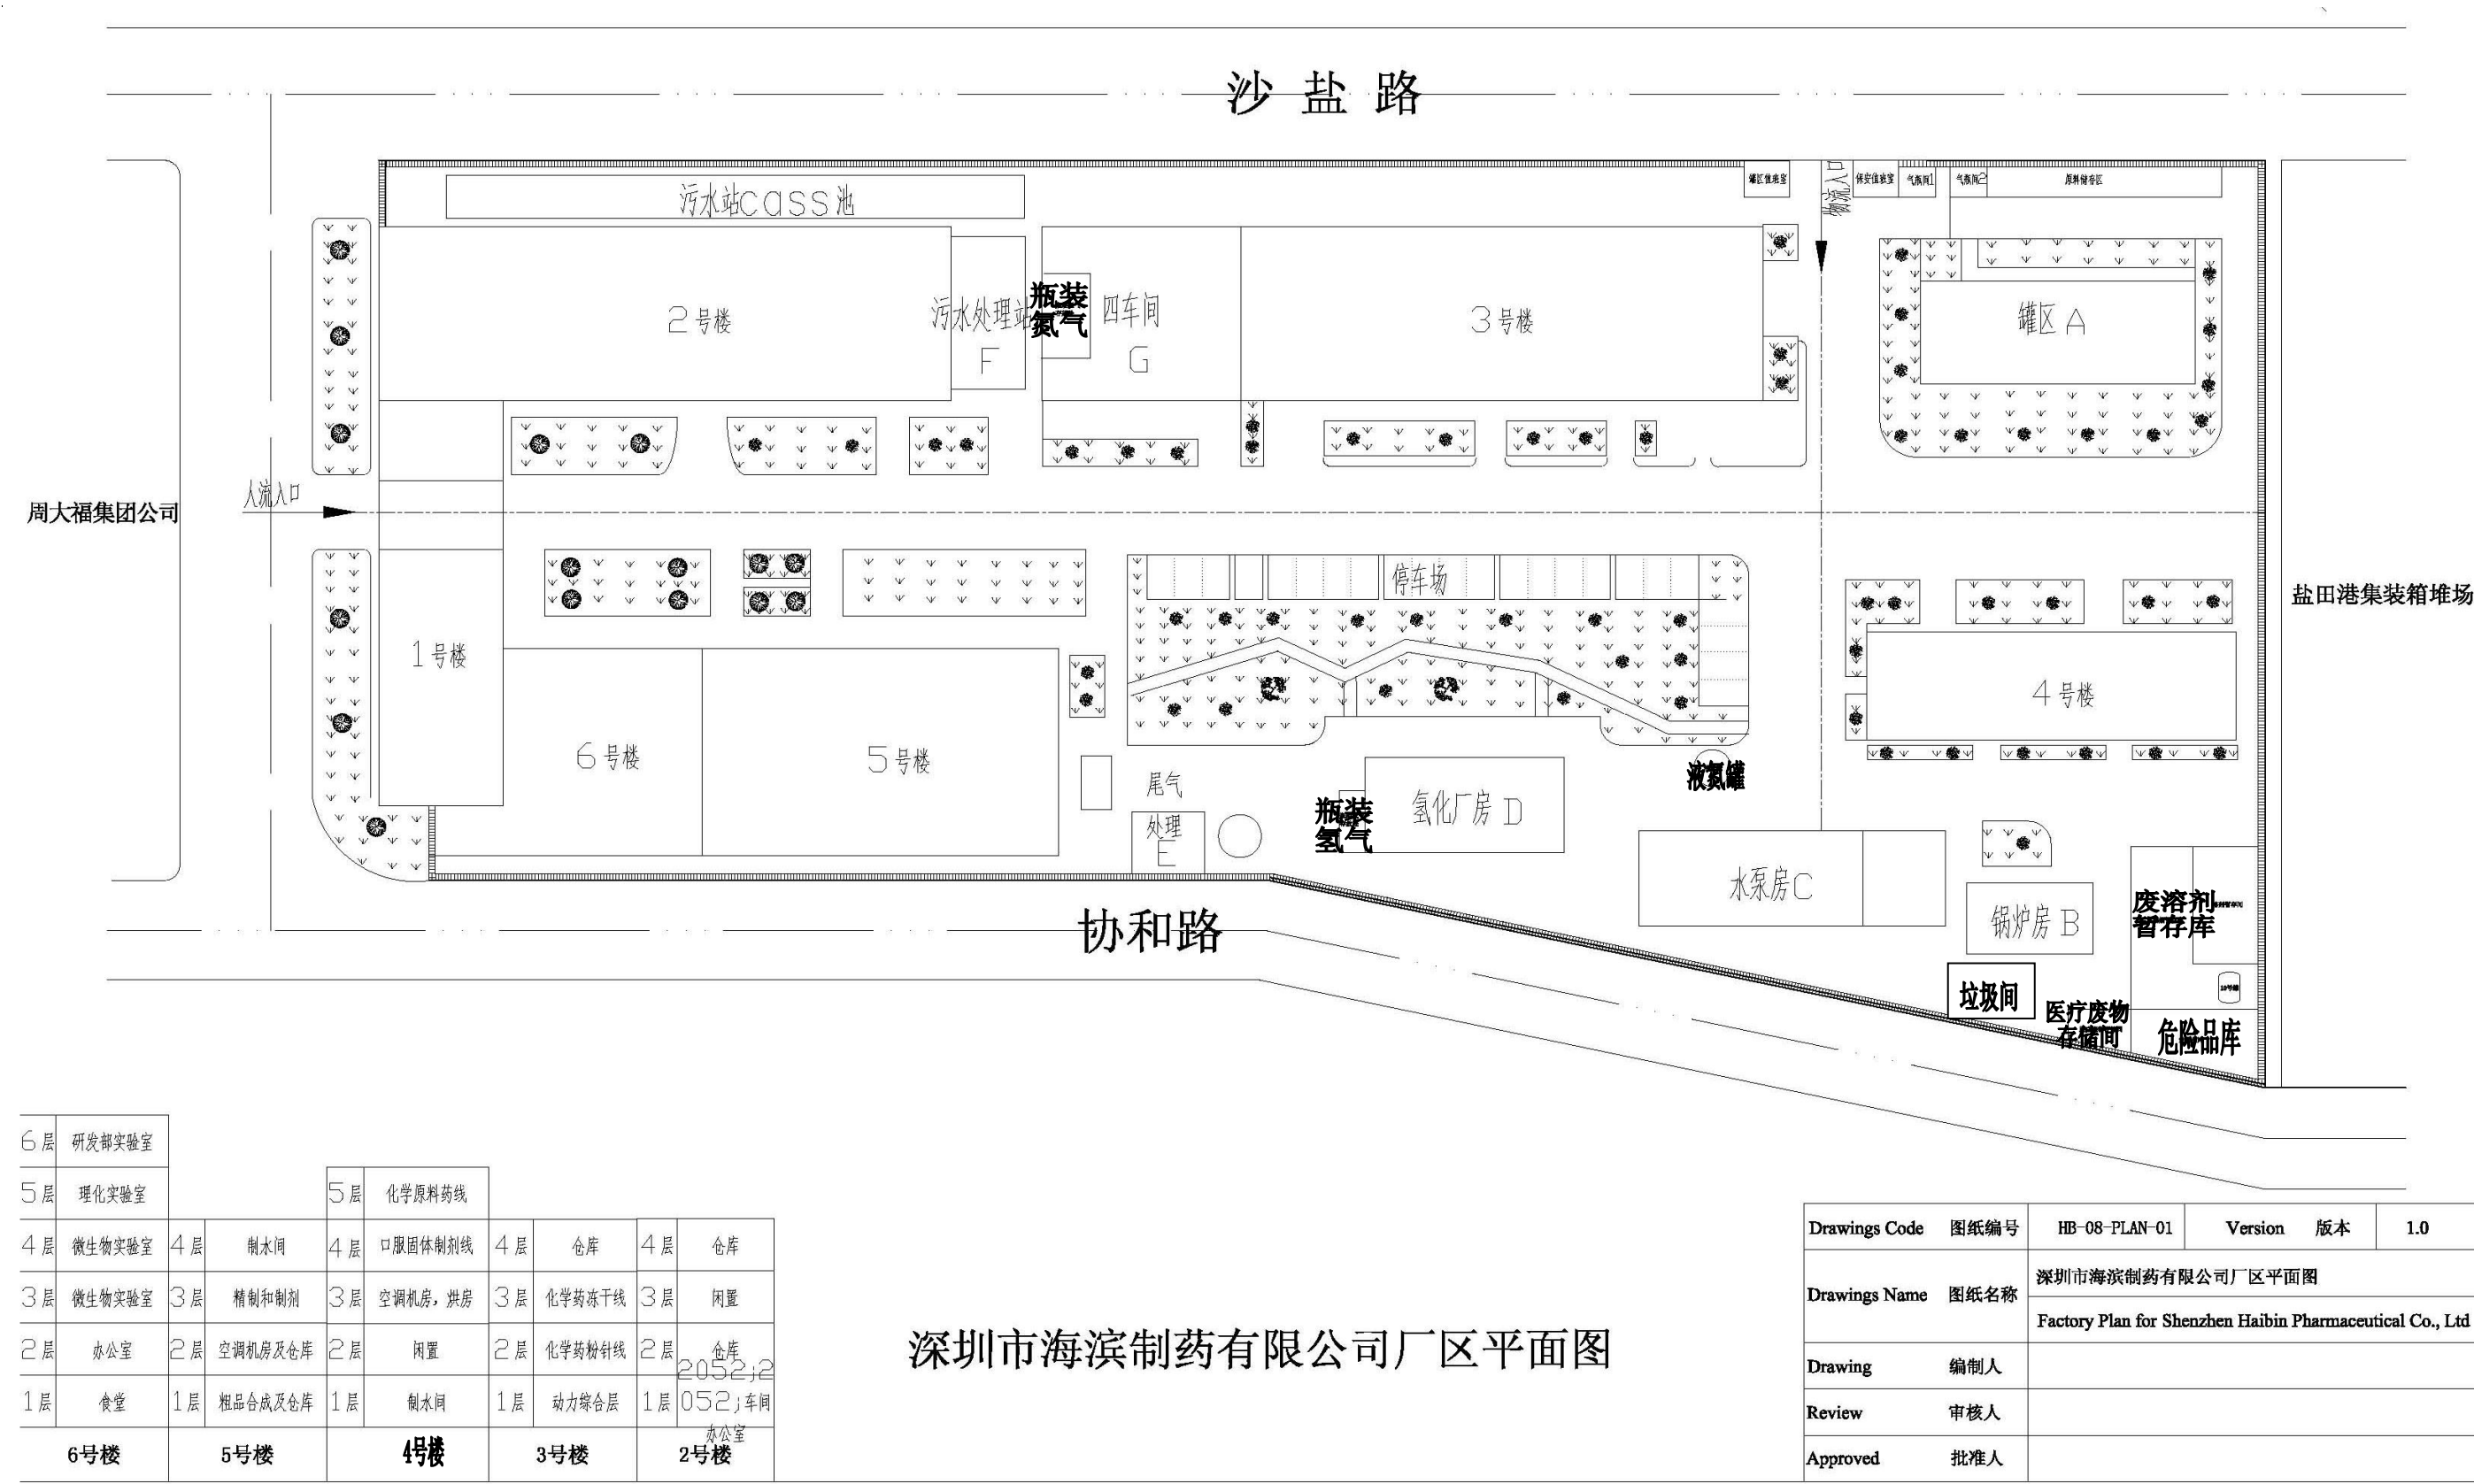 沙盐路
污水站cass池
罐区值班室
物流入口
保安值班室
气瓶间1
气瓶间2
原料储存区
2号楼
污水处理站
F
瓶装
氮气
四车间
G
3号楼
罐区A
周大福集团公司
人流入口
停车场
盐田港集装箱堆场
1号楼
6号楼
5号楼
4号楼
尾气
处理
E
瓶装
氢气
氢化厂房D
液氮罐
水泵房C
锅炉房B
废溶剂
暂存库
协和路
垃圾间
医疗废物
存储间
危险品库
6层 研发部实验室
5层 理化实验室 5层 化学原料药线
4层 微生物实验室 4层 制水间 4层 口服固体制剂线 4层 仓库 4层 仓库
3层 微生物实验室 3层 精制和制剂 3层 空调机房，烘房 3层 化学药冻干线 3层 闲置
2层 办公室 2层 空调机房及仓库 2层 闲置 2层 化学药粉针线 2层 仓库
1层 食堂 1层 粗品合成及仓库 1层 制水间 1层 动力综合层 1层 2052;2
052;车间
办公室
6号楼 5号楼 4号楼 3号楼 2号楼
深圳市海滨制药有限公司厂区平面图
Drawings Code 图纸编号 HB-08-PLAN-01 Version 版本 1.0
Drawings Name 图纸名称 深圳市海滨制药有限公司厂区平面图
Factory Plan for Shenzhen Haibin Pharmaceutical Co., Ltd
Drawing 编制人
Review 审核人
Approved 批准人